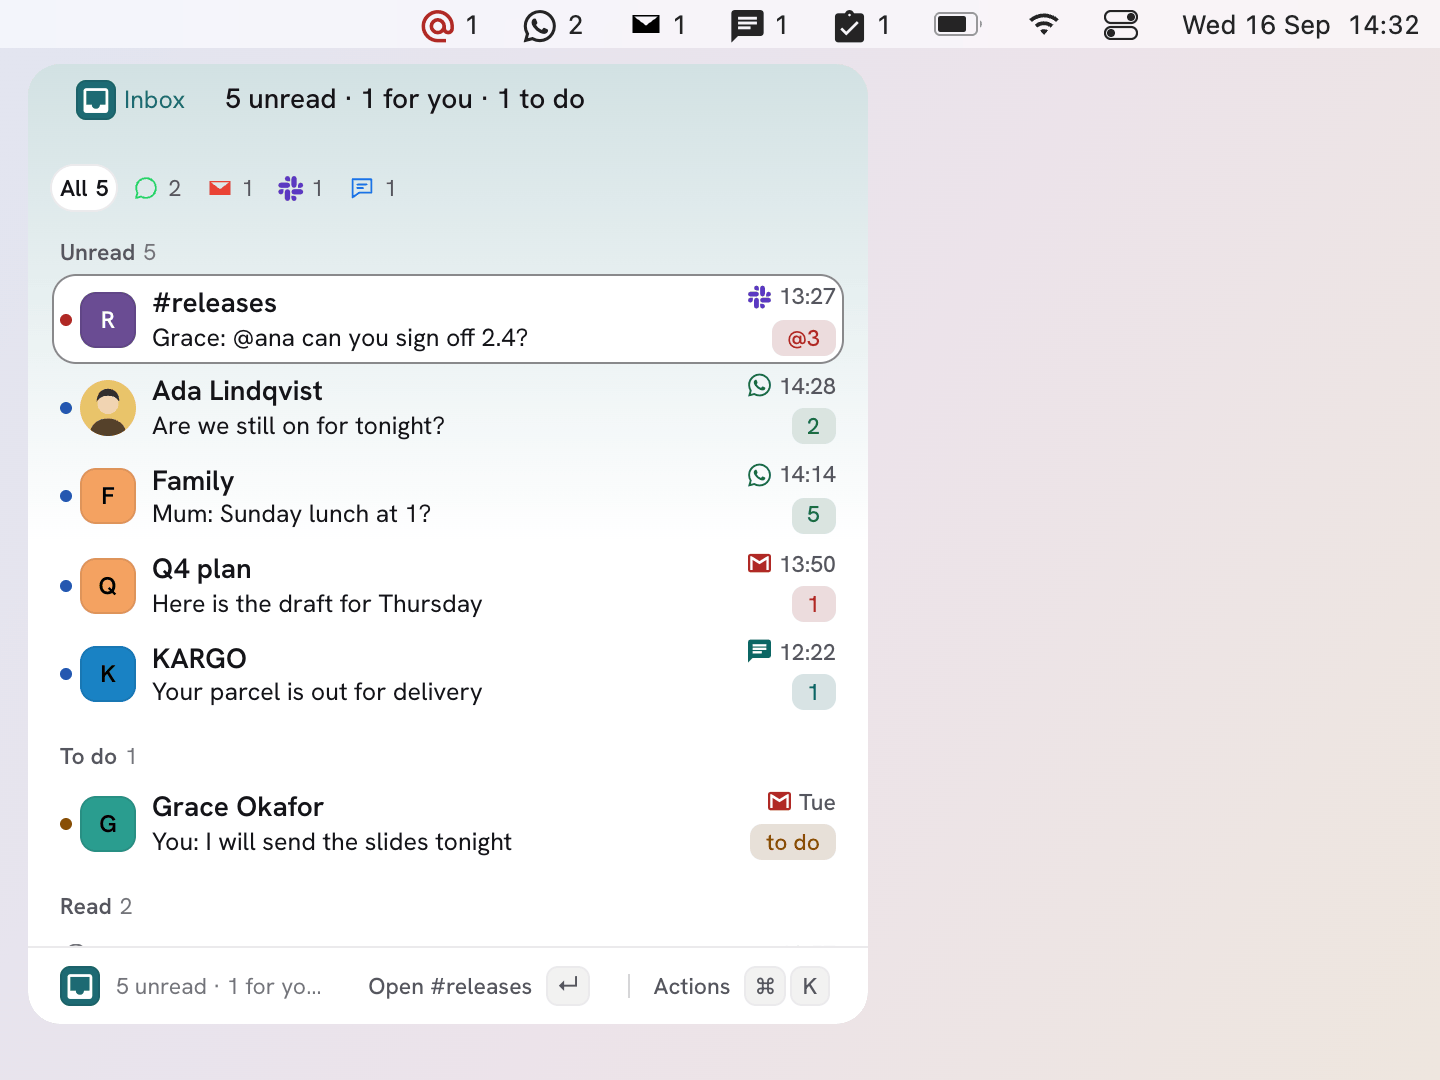 1 2 1 1 1 Wed 16 Sep 14:32
Inbox 5 unread · 1 for you · 1 to do
All 5 2 1 1 1
Unread 5
R #releases 13:27
Grace: @ana can you sign off 2.4? @3
Ada Lindqvist 14:28
Are we still on for tonight? 2
F Family 14:14
Mum: Sunday lunch at 1? 5
Q Q4 plan 13:50
Here is the draft for Thursday 1
K KARGO 12:22
Your parcel is out for delivery 1
To do 1
G Grace Okafor Tue
You: I will send the slides tonight to do
Read 2
5 unread · 1 for yo... Open #releases Actions ⌘ K